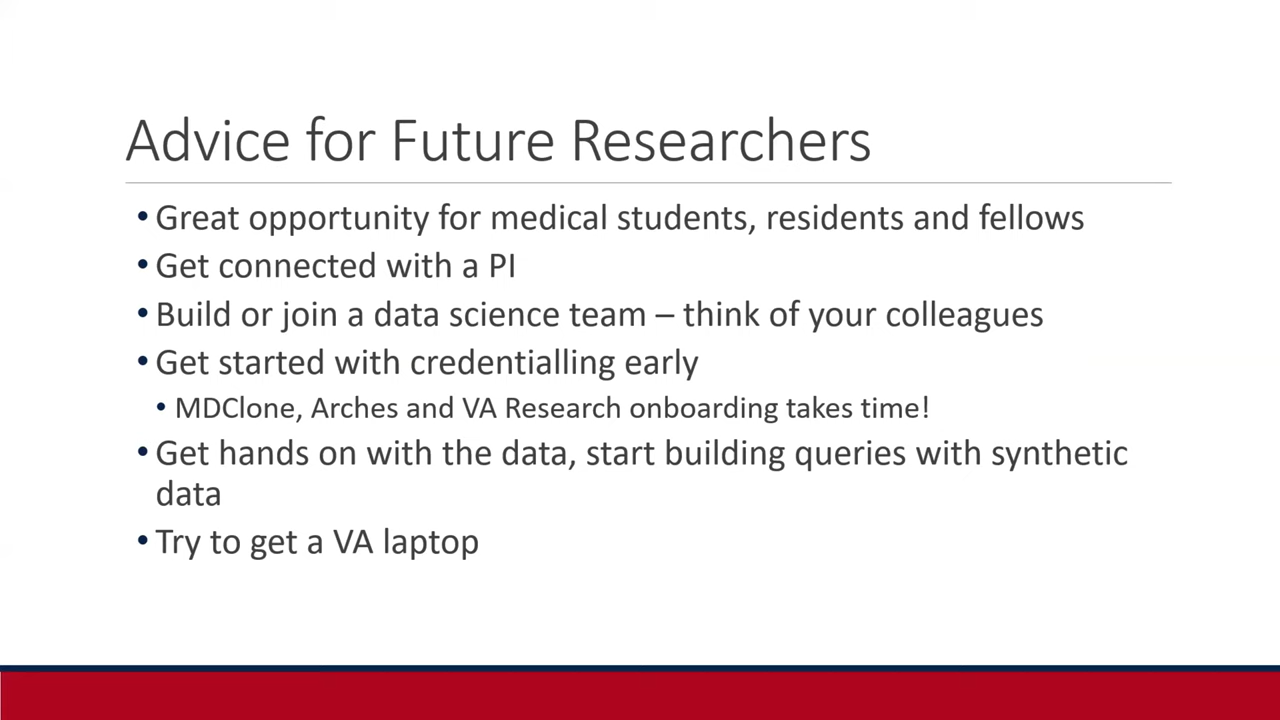 Advice for Future Researchers
• Great opportunity for medical students, residents and fellows
• Get connected with a PI
• Build or join a data science team – think of your colleagues
• Get started with credentialling early
• MDClone, Arches and VA Research onboarding takes time!
• Get hands on with the data, start building queries with synthetic
data
• Try to get a VA laptop